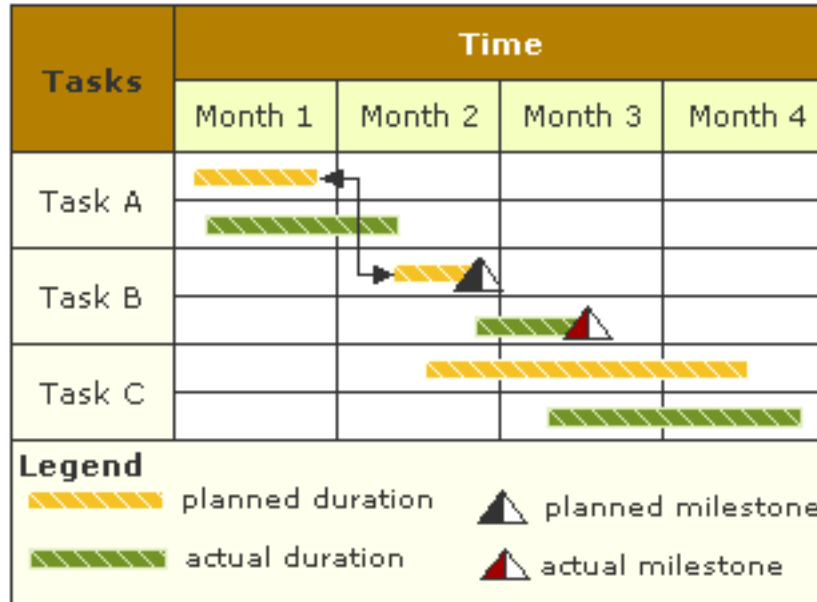 Tasks
Time
Month 1
Month 2
Month 3
Month 4
Task A
Task B
Task C
Legend
planned duration
planned milestone
actual duration
actual milestone